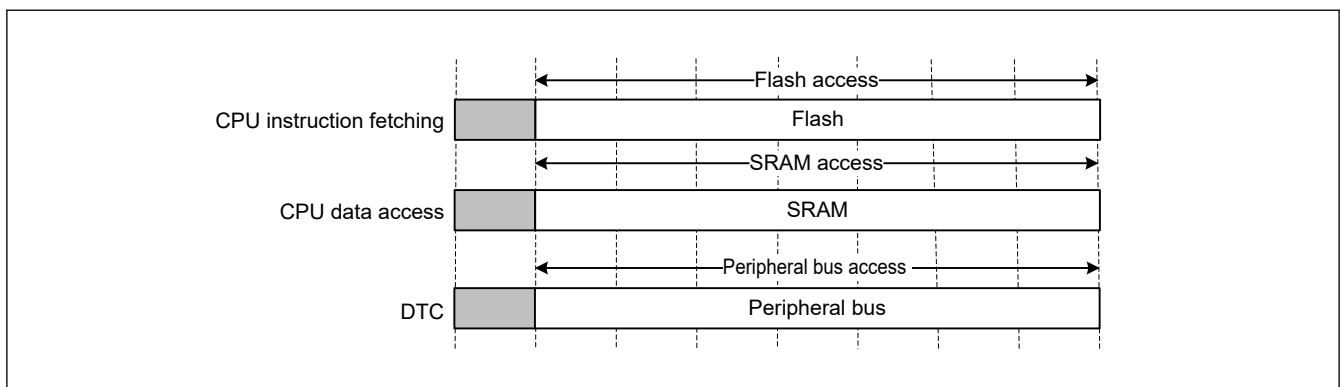 Flash access
CPU instruction fetching
Flash
SRAM access
CPU data access
SRAM
Peripheral bus access
DTC
Peripheral bus